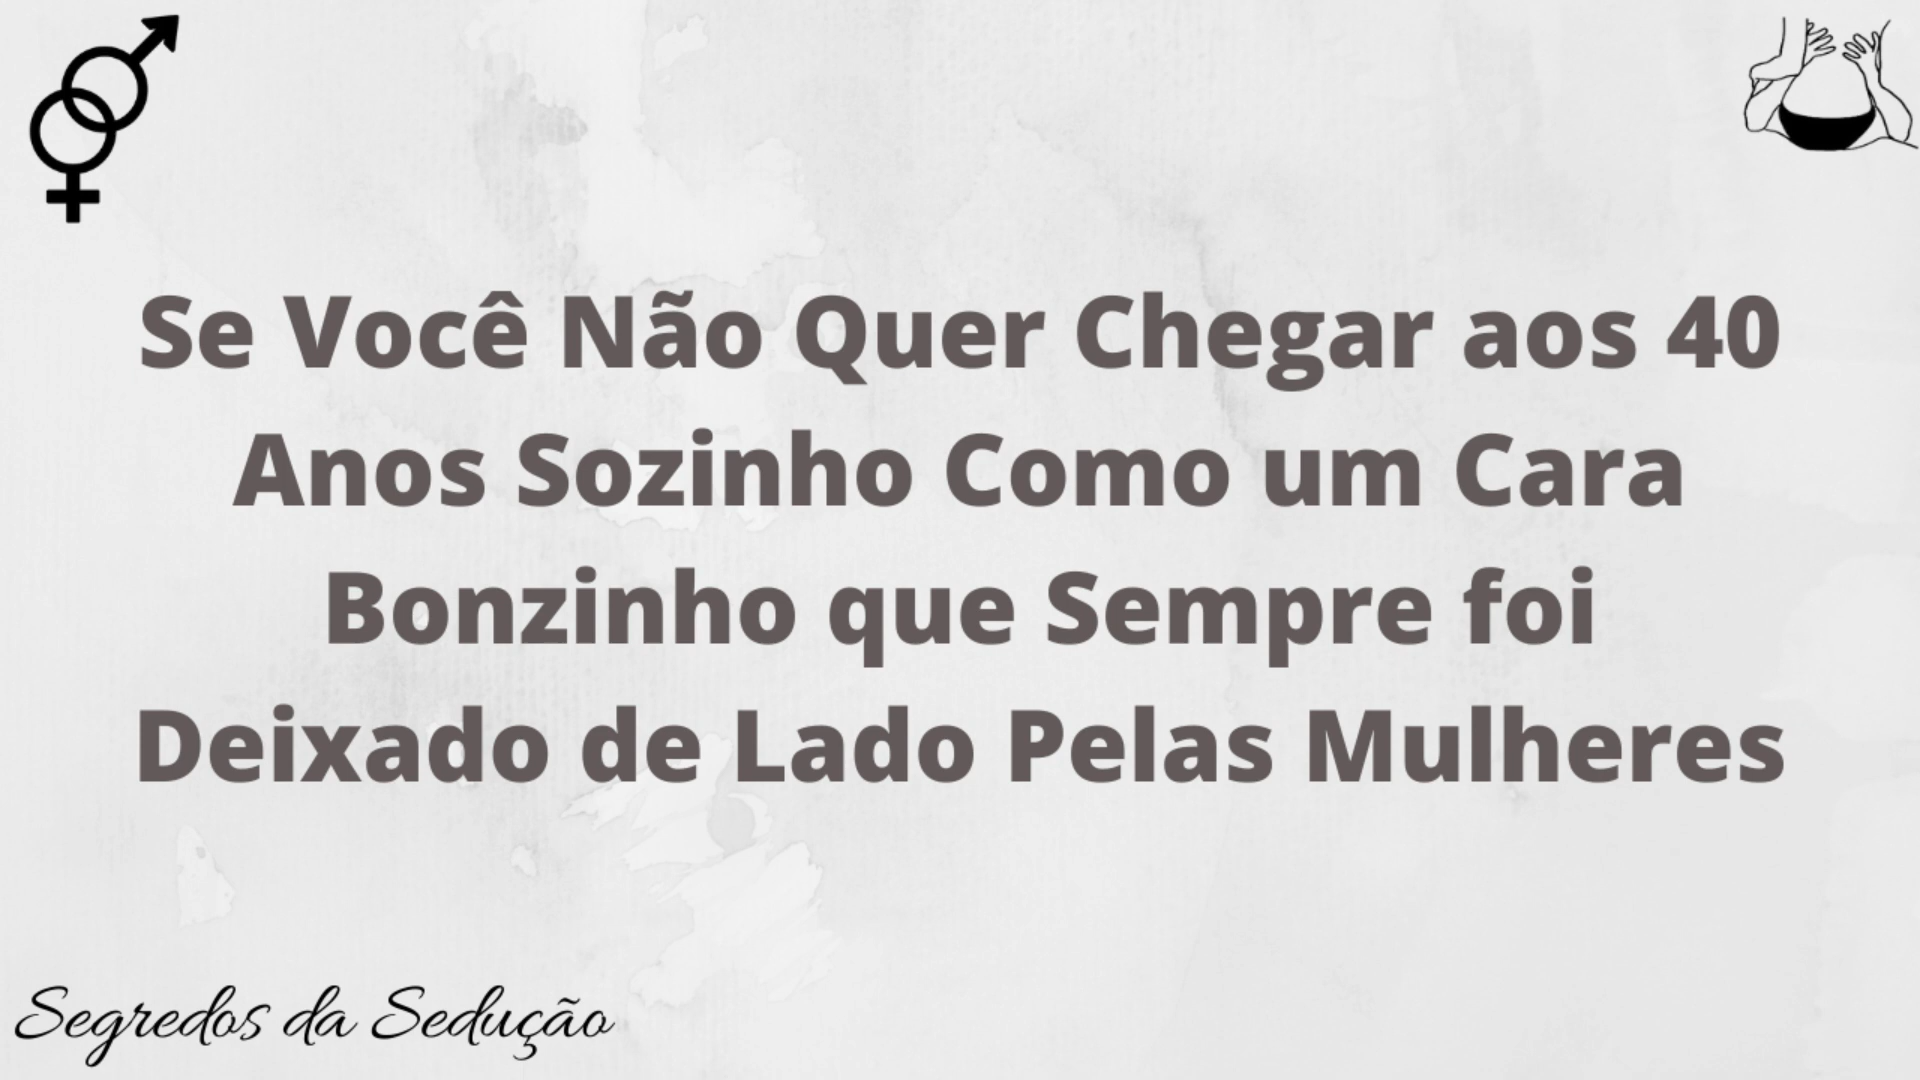 Se Você Não Quer Chegar aos 40
Anos Sozinho Como um Cara
Bonzinho que Sempre foi
Deixado de Lado Pelas Mulheres
Segredos da Sedução